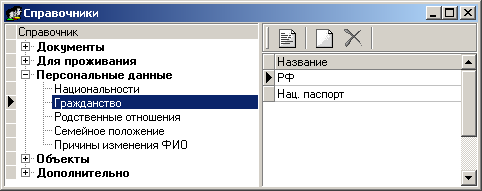 Справочники
Справочник
Документы
Для проживания
Персональные данные
Национальности
Гражданство
Родственные отношения
Семейное положение
Причины изменения ФИО
Объекты
Дополнительно
Название
РФ
Нац. паспорт